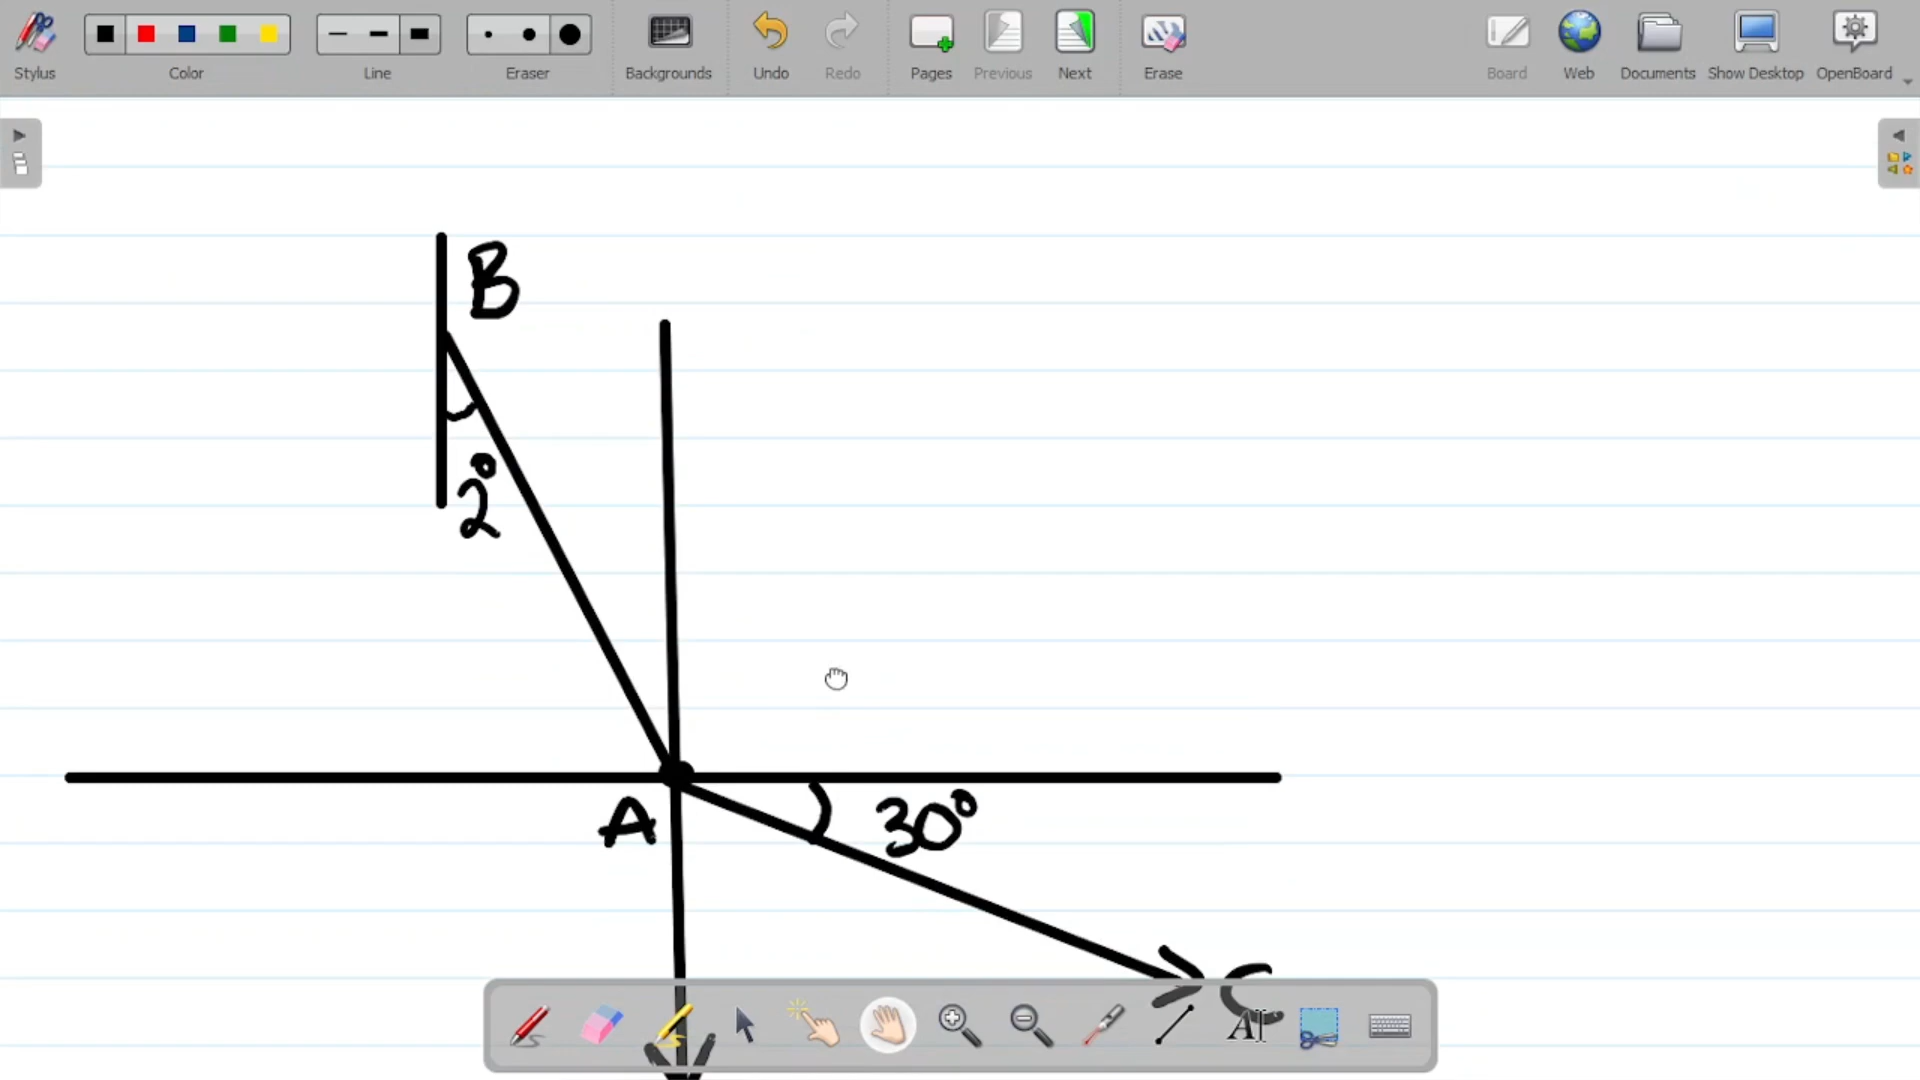 Stylus
Color
Line
Eraser
Backgrounds
Undo
Redo
Pages
Previous
Next
Erase
Board
Web
Documents
Show Desktop
OpenBoard
B
2°
A
30°
C
AI